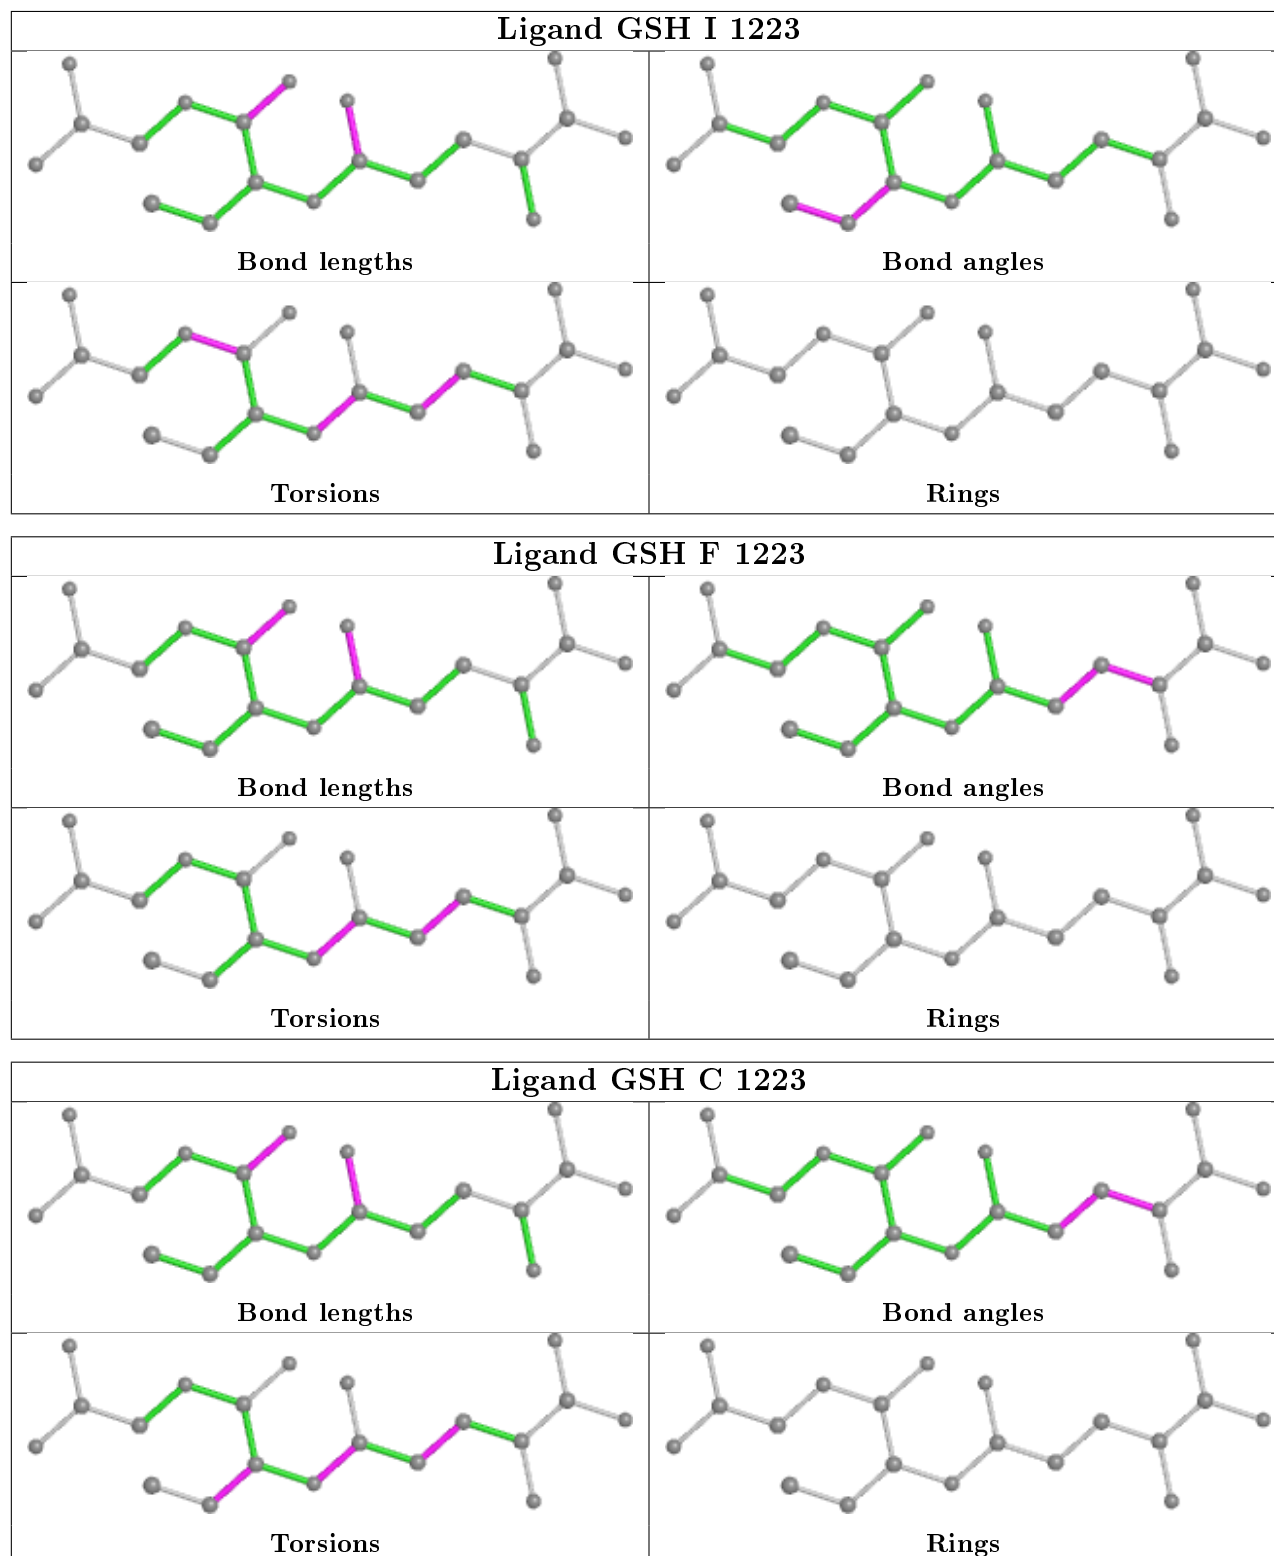 Ligand GSH I 1223
Bond lengths
Bond angles
Torsions
Rings
Ligand GSH F 1223
Bond lengths
Bond angles
Torsions
Rings
Ligand GSH C 1223
Bond lengths
Bond angles
Torsions
Rings